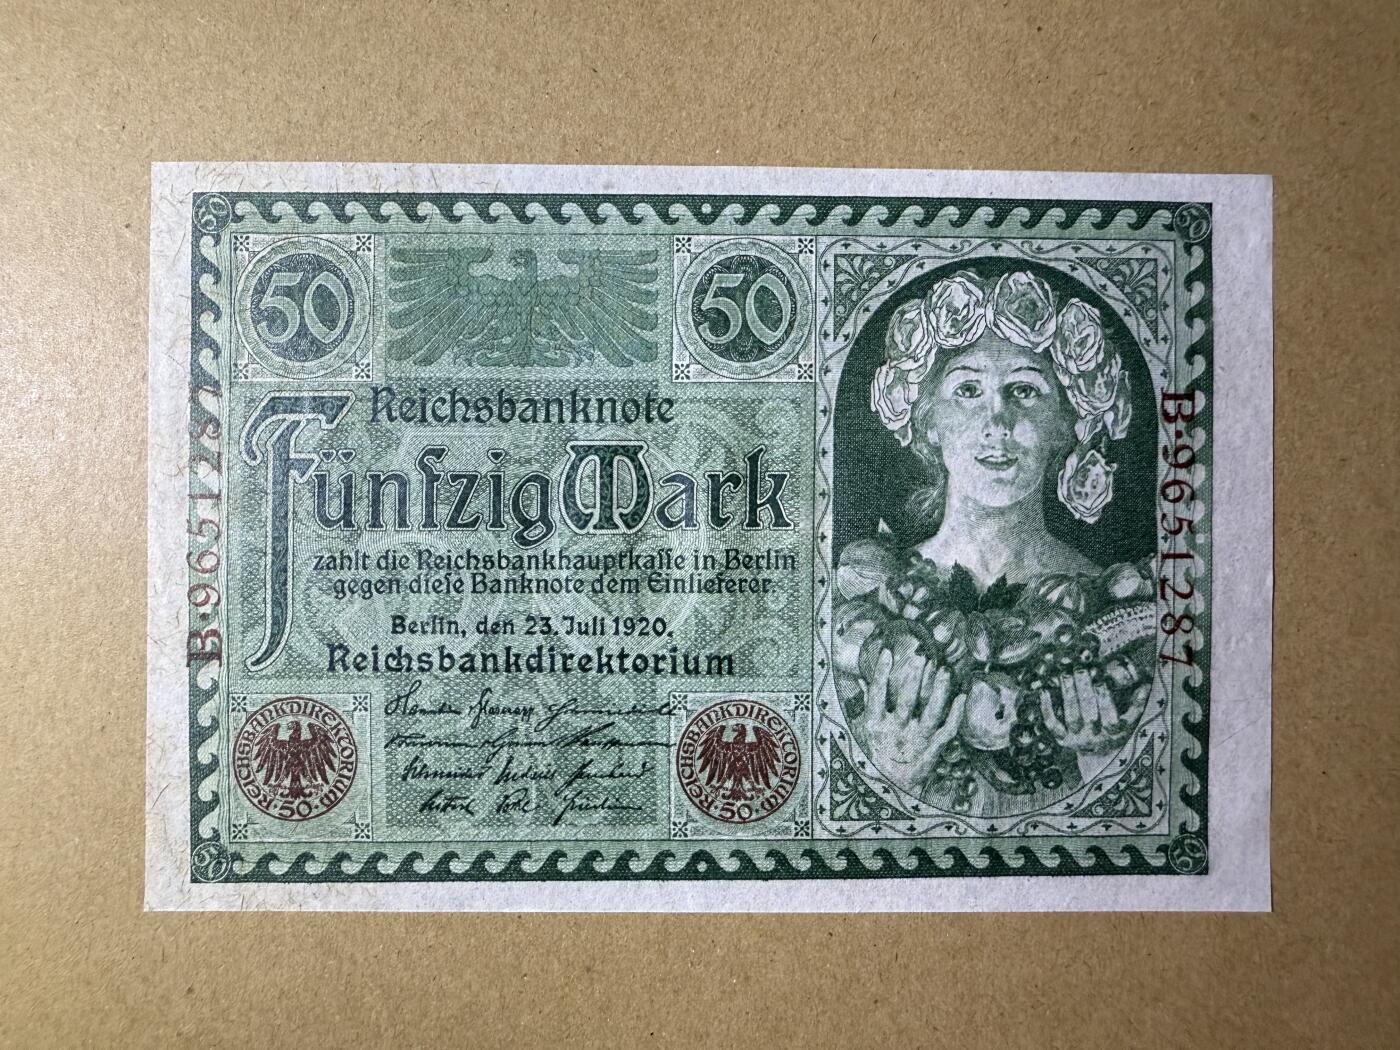 50
50
50
50
Reichsbanknote
Fünfzig Mark
zahlt die Reichsbankhauptkasse in Berlin
gegen diese Banknote dem Einlieferer.
Berlin, den 23. Juli 1920.
Reichsbankdirektorium
REICHSBANKDIREKTORIUM
·50·
REICHSBANKDIREKTORIUM
·50·
B·9651287
B·9651287
50
50